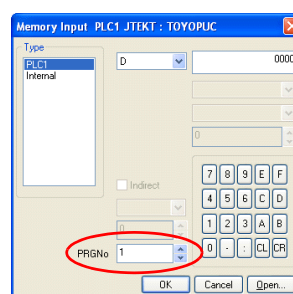 Memory Input PLC1 JTEKT : TOYOPUC
Type
PLC1
Internal
D
0000
0
Indirect
0
PRGNo 1
7 8 9 E F
4 5 6 C D
1 2 3 A B
0 - : CL CR
OK Cancel Open...